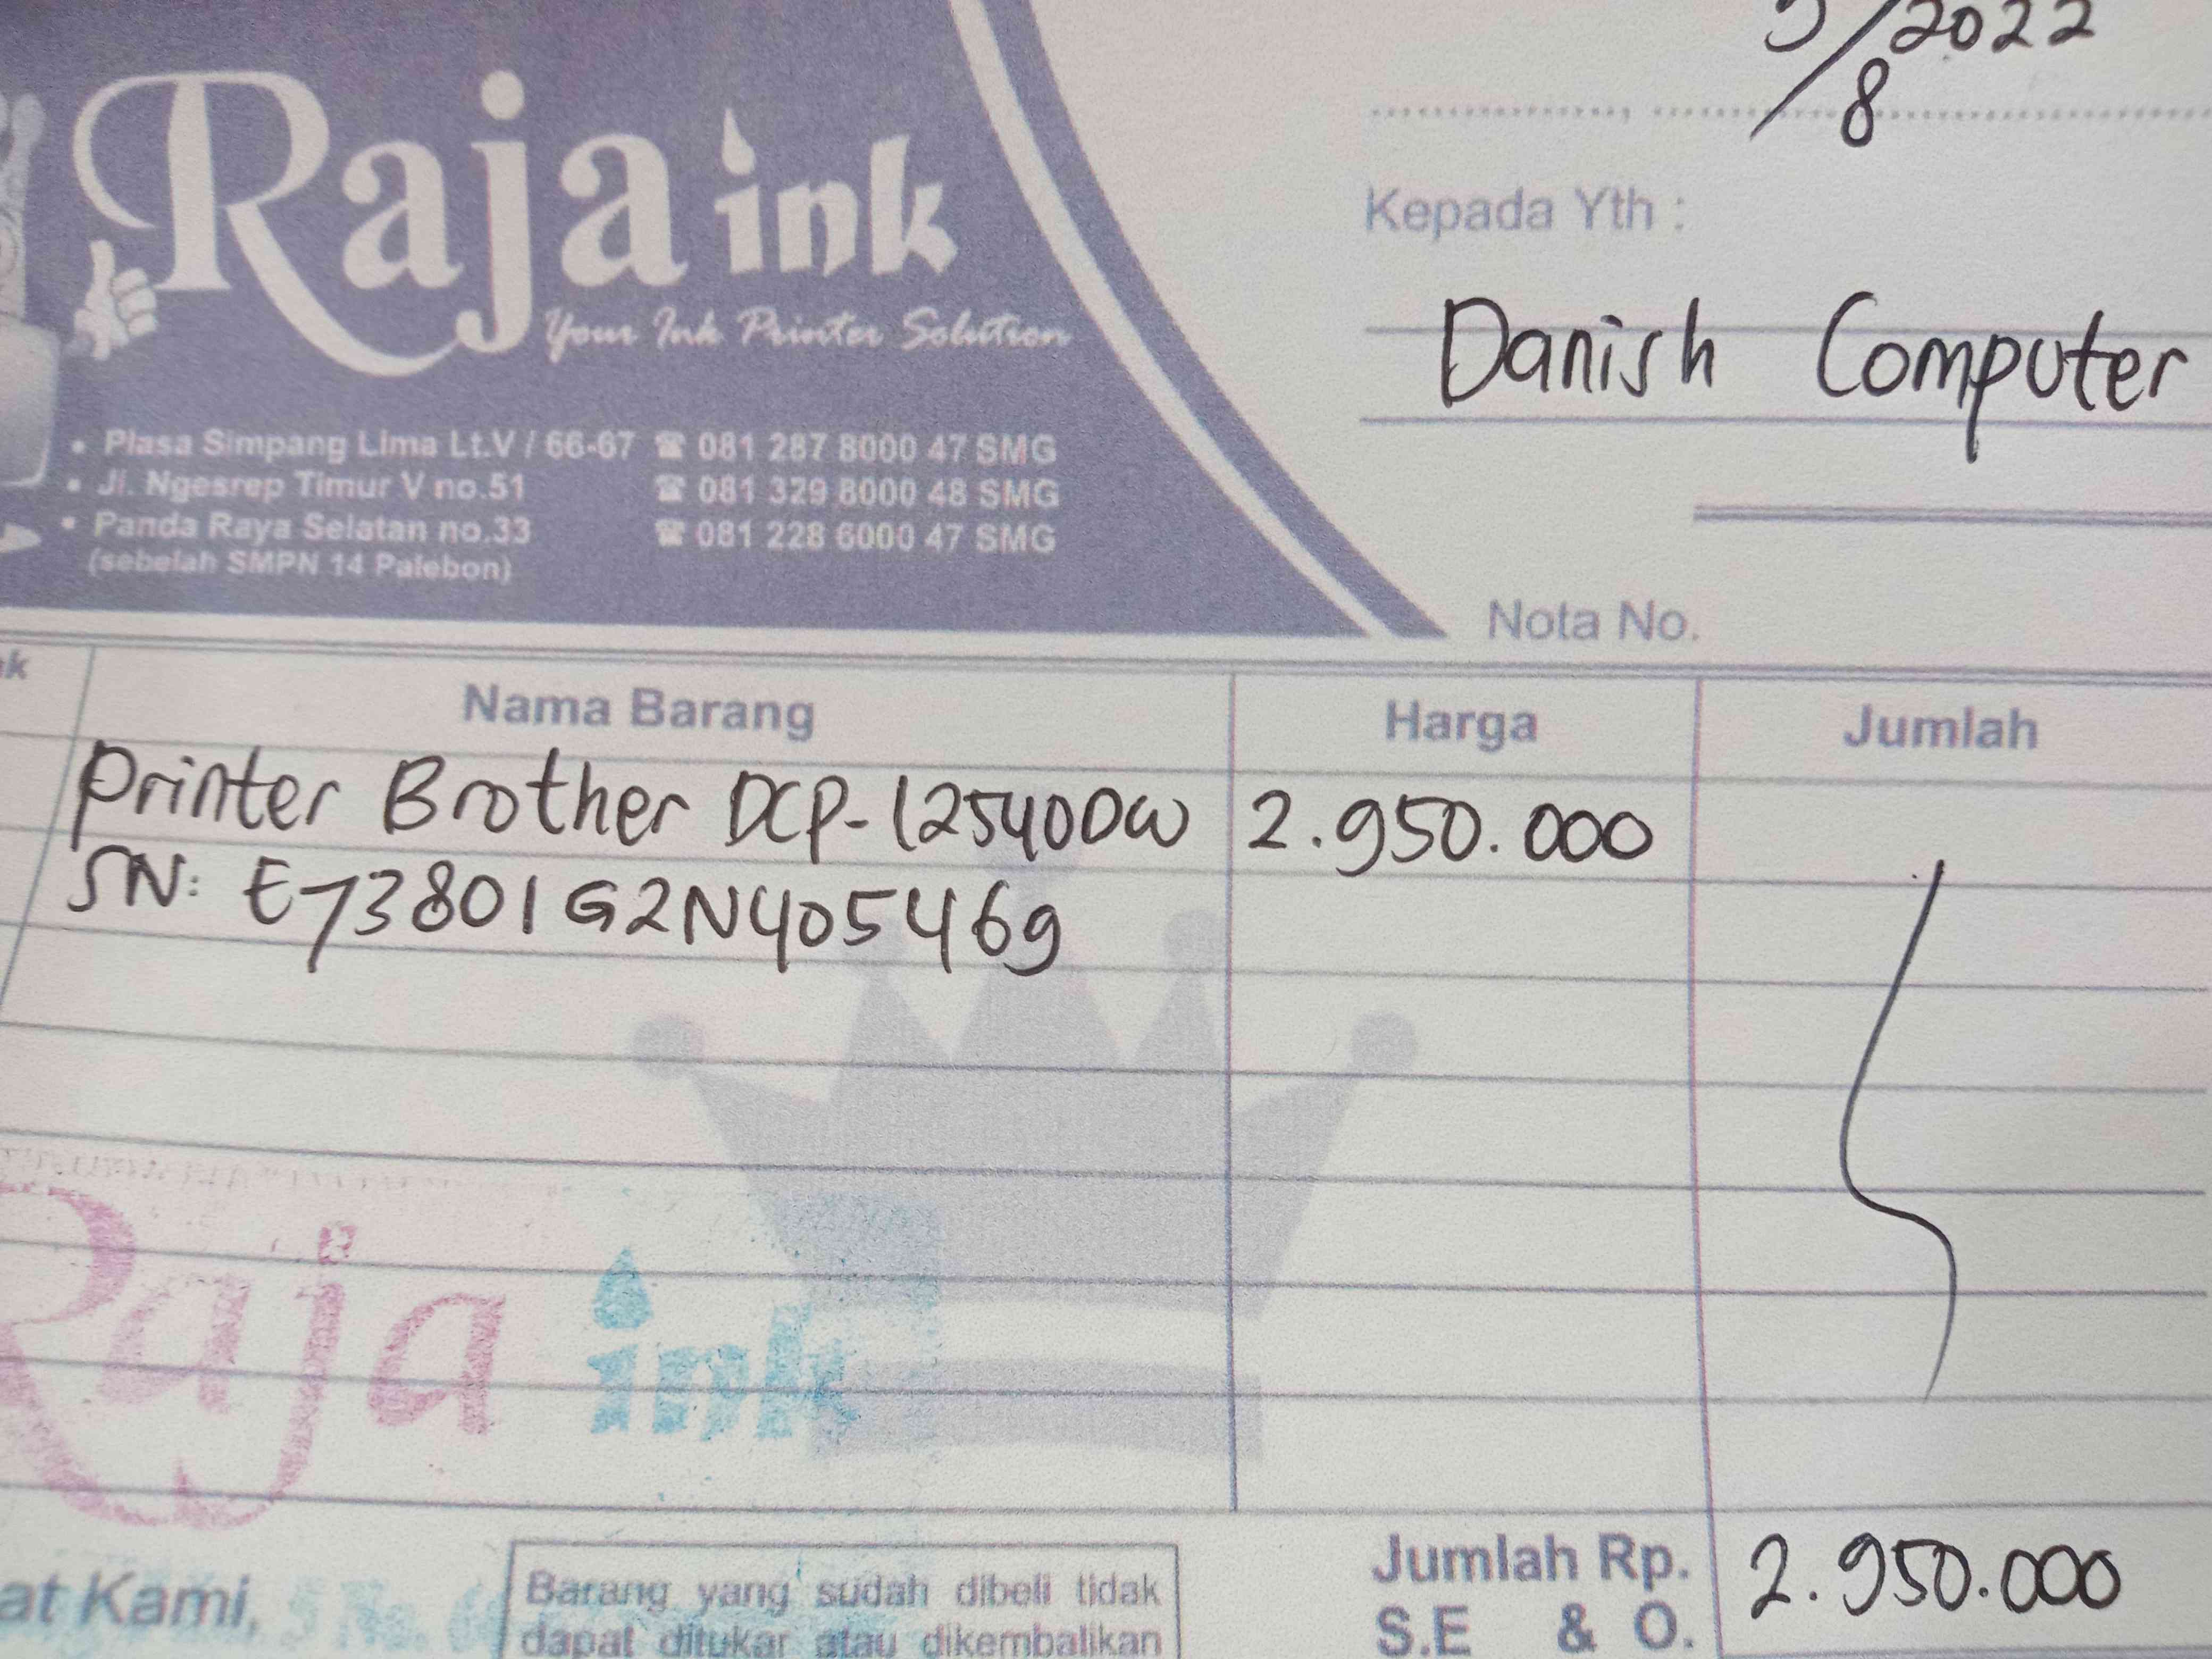 /2022
8
Raja ink
Your Ink Printer Solution
Kepada Yth :
Danish Computer
• Plasa Simpang Lima Lt.V / 66-67 ☎ 081 287 8000 47 SMG
• Jl. Ngesrep Timur V no.51 ☎ 081 329 8000 48 SMG
• Panda Raya Selatan no.33 ☎ 081 228 6000 47 SMG
(sebelah SMPN 14 Palebon)
Nota No.
Nama Barang Harga Jumlah
Printer Brother DCP-L2540DW 2.950.000
SN: E73801G2N405469
Raja ink
at Kami,
Barang yang sudah dibeli tidak
dapat ditukar atau dikembalikan
Jumlah Rp. 2.950.000
S.E & O.